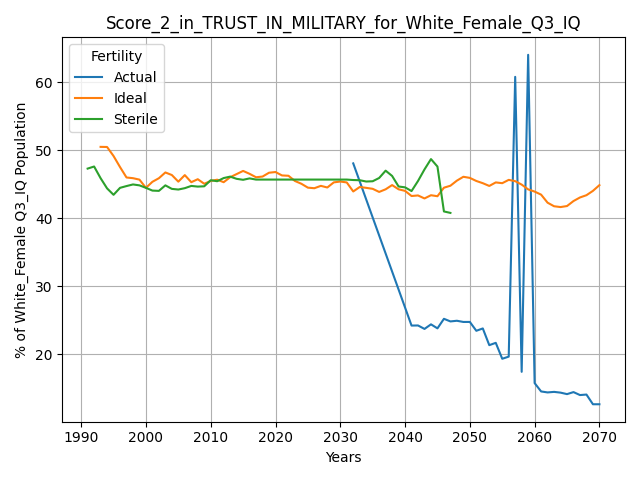 Score_2_in_TRUST_IN_MILITARY_for_White_Female_Q3_IQ
Fertility
Actual
Ideal
Sterile
% of White_Female Q3_IQ Population
60
50
40
30
20
1990 2000 2010 2020 2030 2040 2050 2060 2070
Years